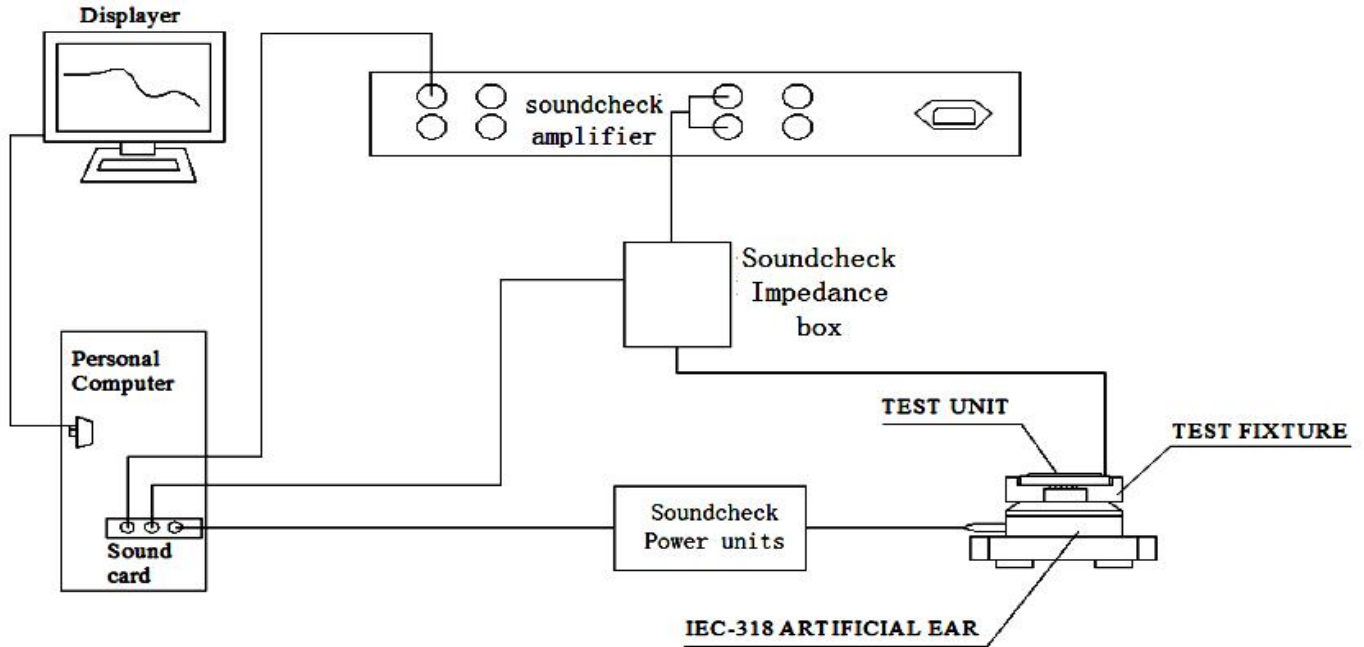 Displayer
soundcheck
amplifier
Soundcheck
Impedance
box
Personal
Computer
TEST UNIT
TEST FIXTURE
Soundcheck
Power units
Sound
card
IEC-318 ARTIFICIAL EAR